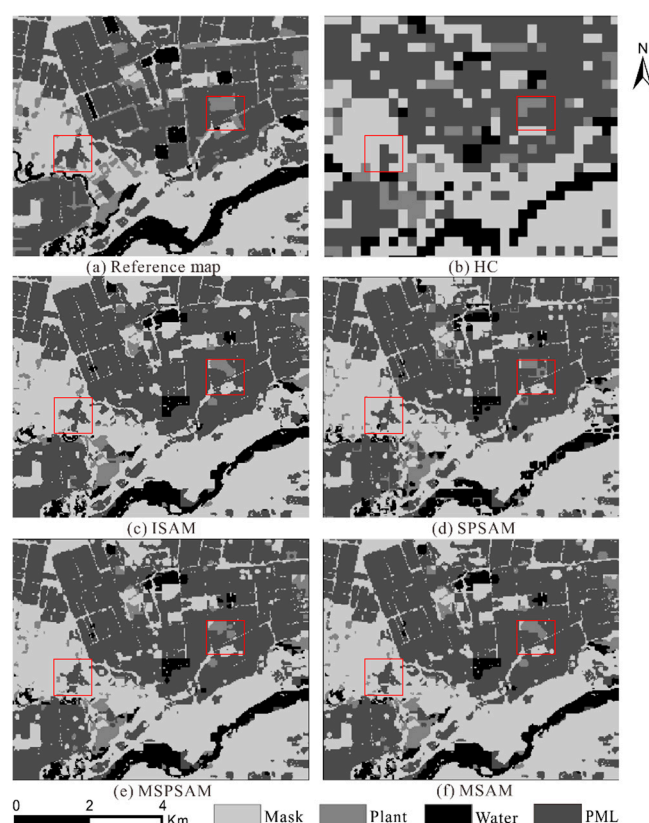 N
(a) Reference map
(b) HC
(c) ISAM
(d) SPSAM
(e) MSPSAM
(f) MSAM
0 2 4
Km
Mask Plant Water PML